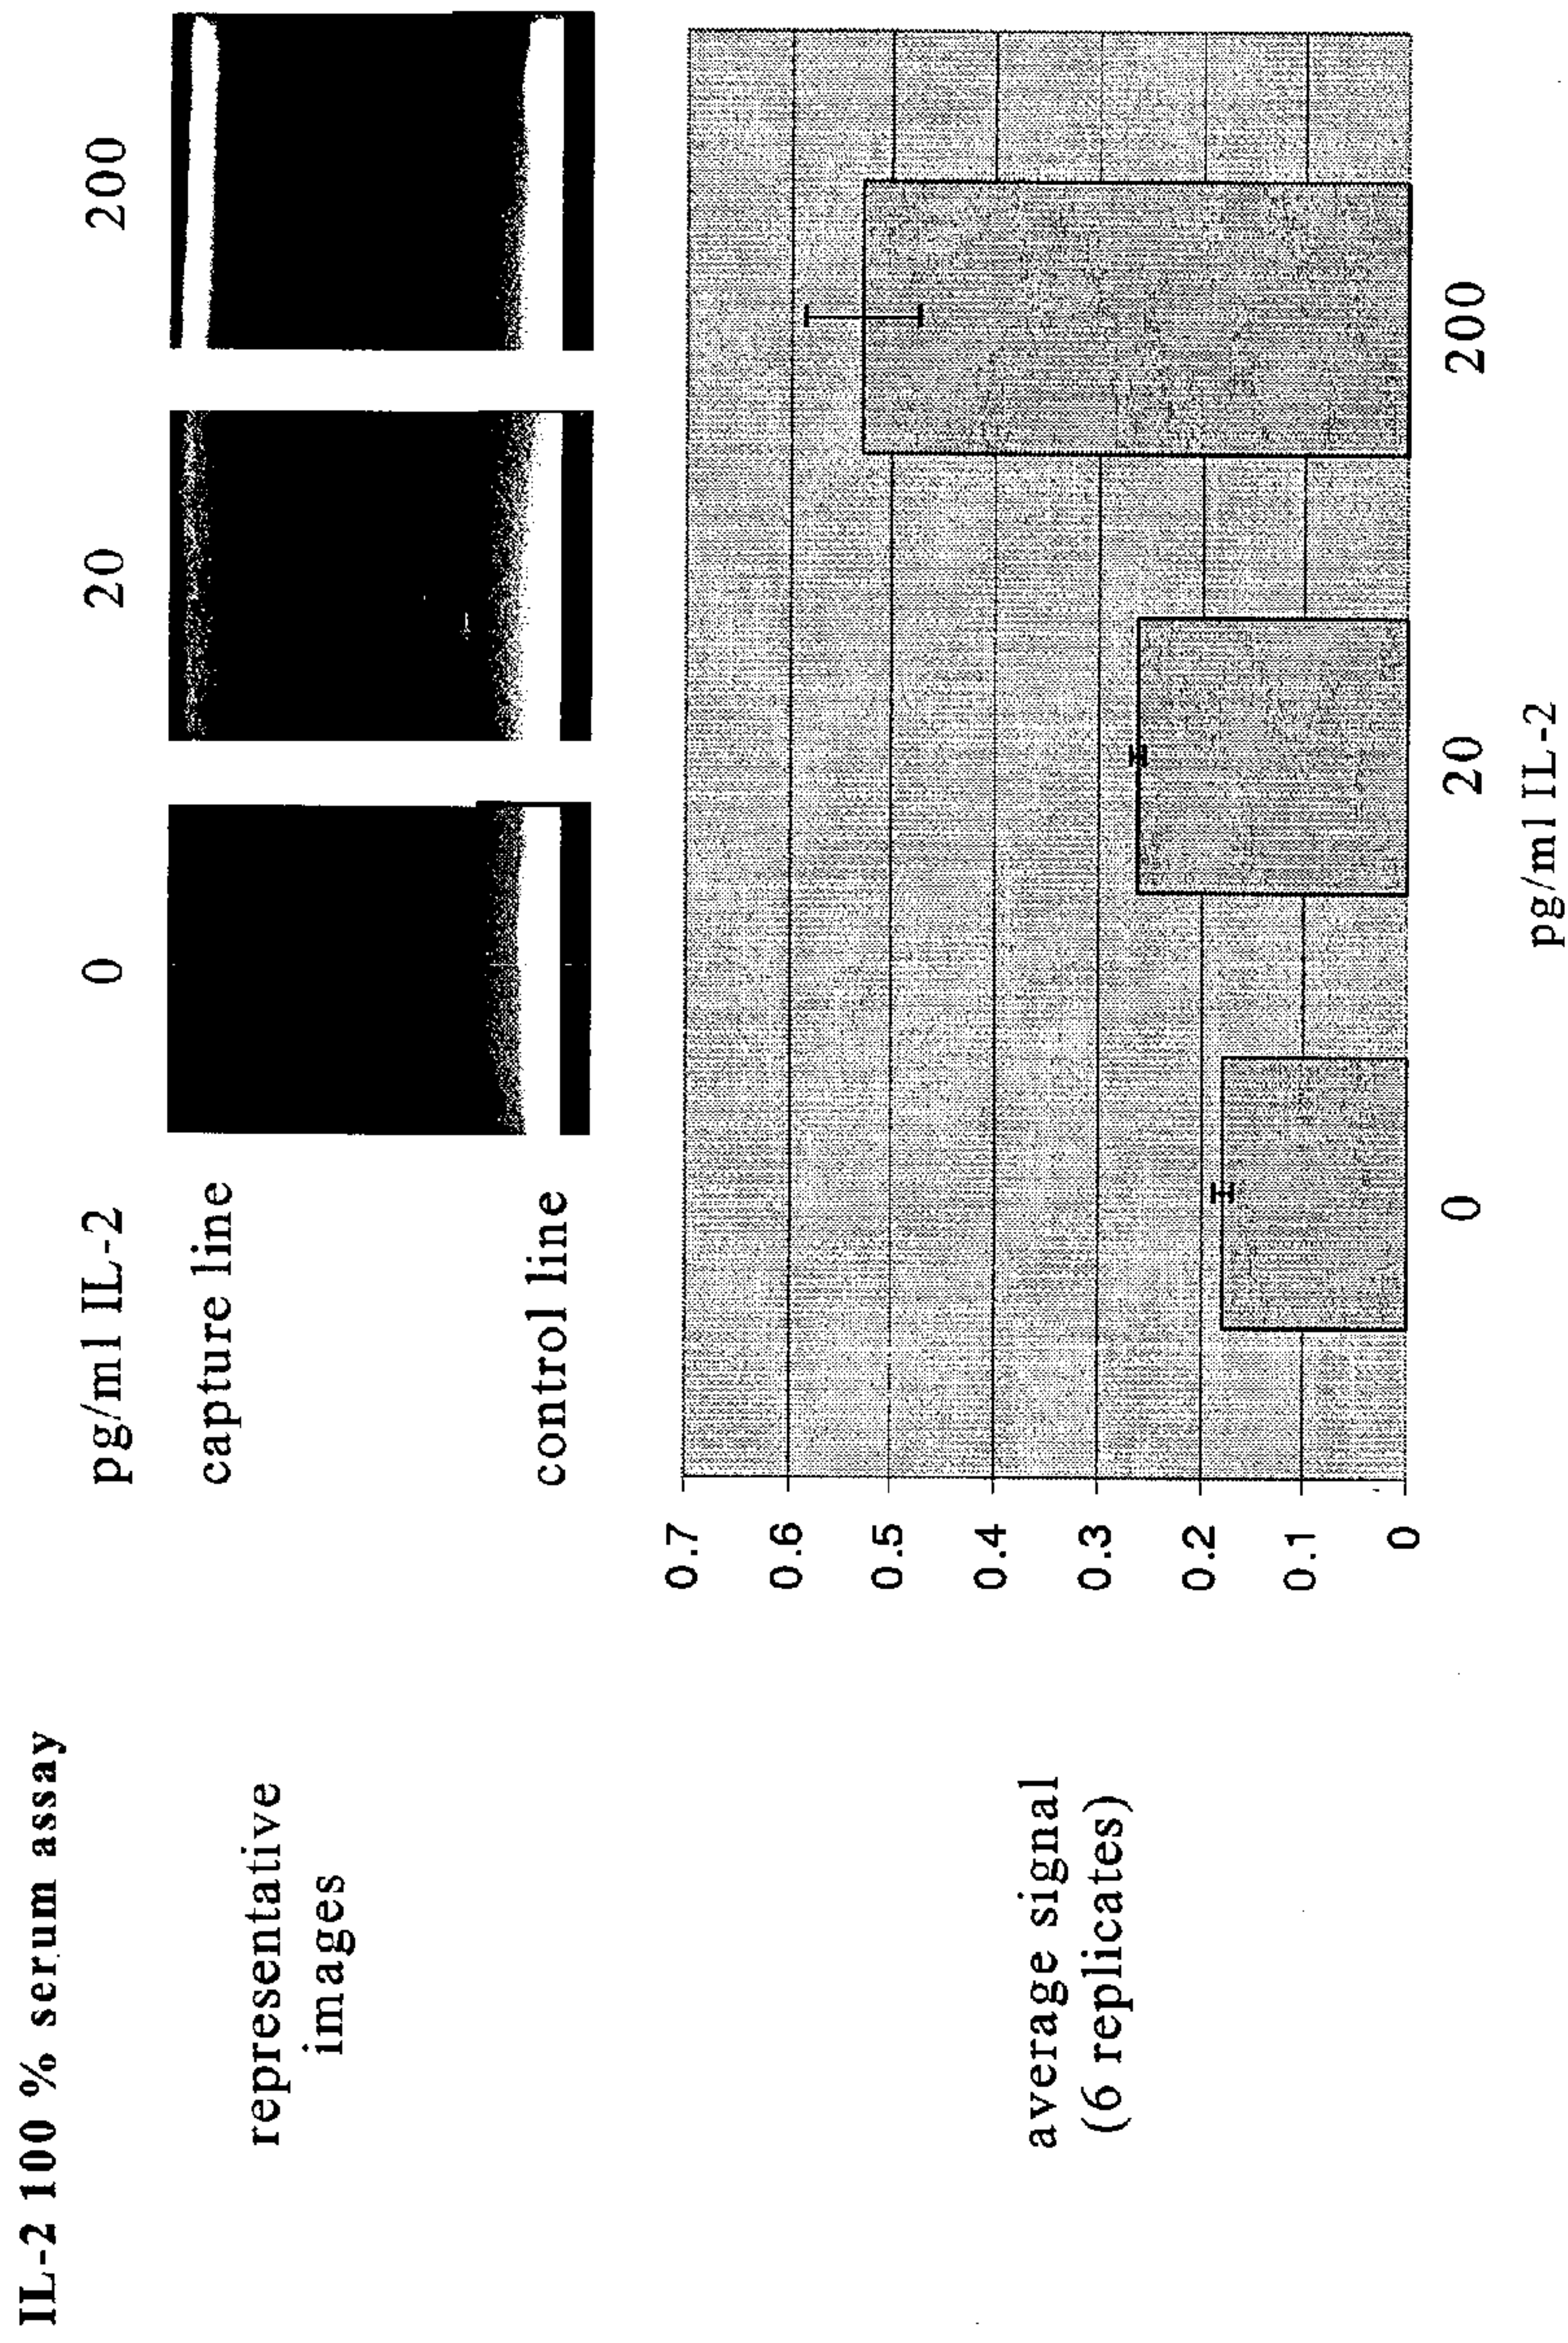 IL-2 100 % serum assay
pg/ml IL-2 0 20 200
capture line
representative
images
control line
0.7
0.6
0.5
0.4
0.3
0.2
0.1
0
average signal
(6 replicates)
0 20 200
pg/ml IL-2